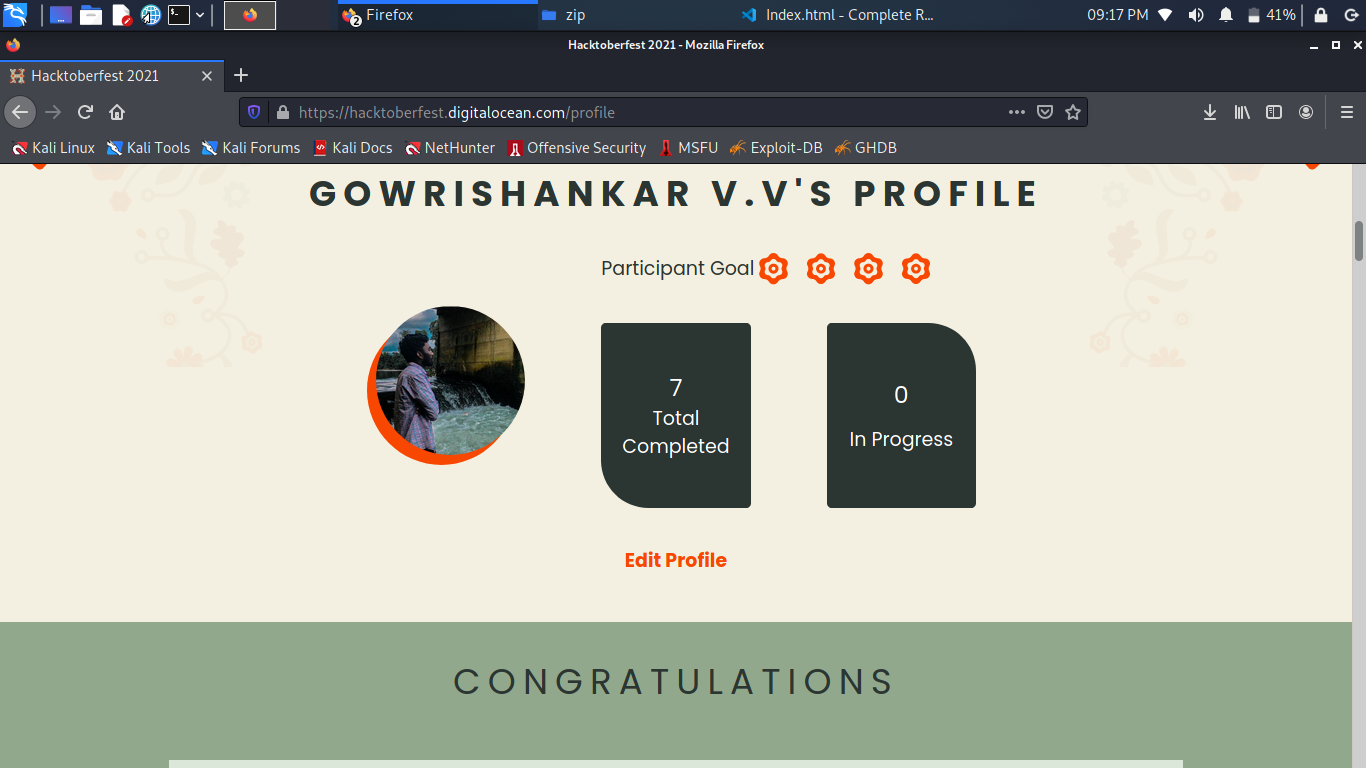 Firefox
2
zip
Index.html - Complete R...
09:17 PM
41%
Hacktoberfest 2021 - Mozilla Firefox
Hacktoberfest 2021
https://hacktoberfest.digitalocean.com/profile
Kali Linux
Kali Tools
Kali Forums
Kali Docs
NetHunter
Offensive Security
MSFU
Exploit-DB
GHDB
GOWRISHANKAR V.V'S PROFILE
Participant Goal
7
Total
Completed
0
In Progress
Edit Profile
CONGRATULATIONS